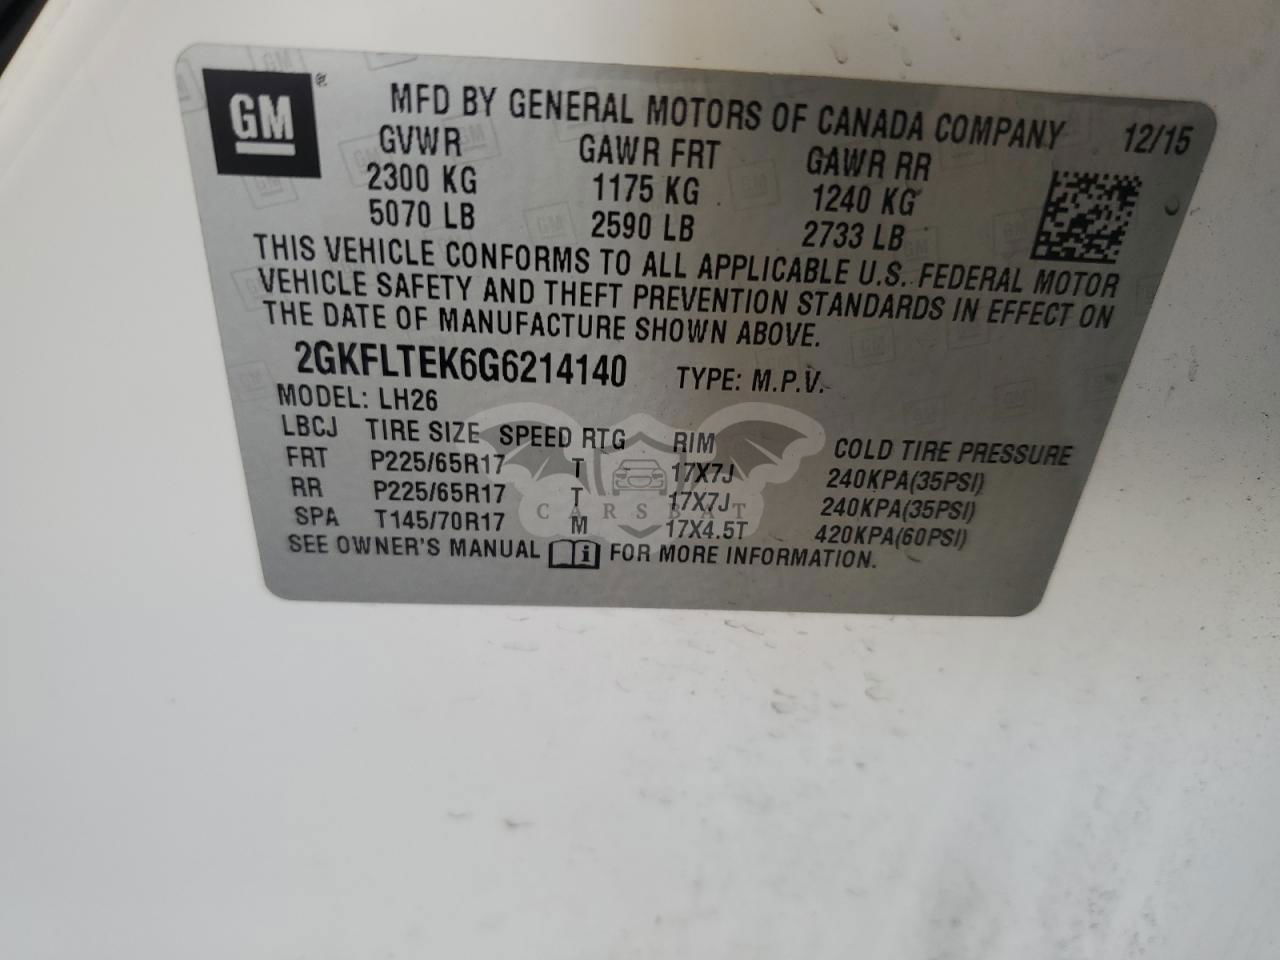 GM ®
MFD BY GENERAL MOTORS OF CANADA COMPANY 12/15
GVWR GAWR FRT GAWR RR
2300 KG 1175 KG 1240 KG
5070 LB 2590 LB 2733 LB
THIS VEHICLE CONFORMS TO ALL APPLICABLE U.S. FEDERAL MOTOR
VEHICLE SAFETY AND THEFT PREVENTION STANDARDS IN EFFECT ON
THE DATE OF MANUFACTURE SHOWN ABOVE.
2GKFLTEK6G6214140 TYPE: M.P.V.
MODEL: LH26
LBCJ TIRE SIZE SPEED RTG RIM COLD TIRE PRESSURE
FRT P225/65R17 T 17X7J 240KPA(35PSI)
RR P225/65R17 T 17X7J 240KPA(35PSI)
SPA T145/70R17 M 17X4.5T 420KPA(60PSI)
SEE OWNER'S MANUAL i FOR MORE INFORMATION.
CARSBAT